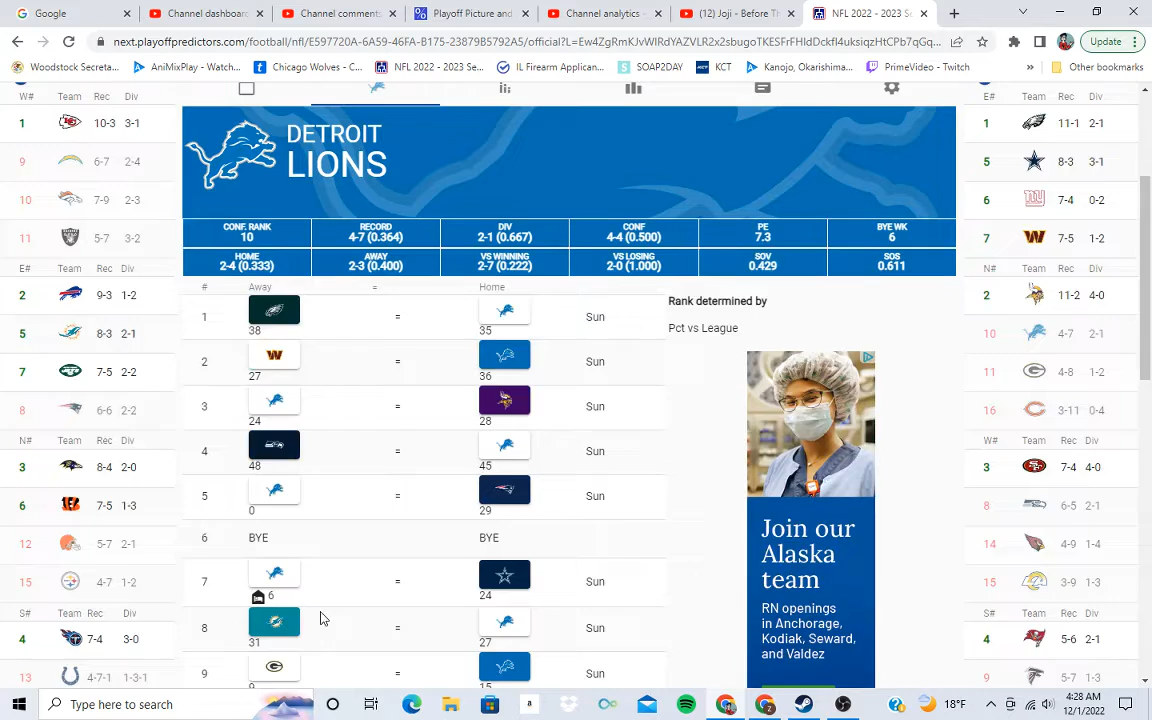 Google
Channel dashboard
Channel comments
Playoff Picture and
Channel analytics -
(12) Joji - Before Th
NFL 2022 - 2023 Se
Update
next.playoffpredictors.com/football/nfl/E597720A-6A59-46FA-B175-23879B5792A5/official?L=Ew4ZgRmKJvWIRdYAZVLR2x2sbugoTKESFrFHIdDckfI4uksiqzHtCPb7qGq...
Woodstock Secreta...
AniMixPlay - Watch...
Chicago Wolves - C...
NFL 2022 - 2023 Se...
IL Firearm Applican...
SOAP2DAY
KCT
Kanojo, Okarishima...
PrimeVideo - Twitch
»
Other bookmarks
W# Team Rec Div
1 10-3 3-1
9 6-7 2-4
10 7-9 2-3
11 5-7 3-2
E# Team Rec Div
2 9-3 1-2
5 8-3 2-1
7 7-5 2-2
8 6-6 2-2
N# Team Rec Div
3 8-4 2-0
6 7-5 1-3
12 5-7 2-1
15 4-7 1-2
S# Team Rec Div
4 7-4 3-0
13 4-7-1 1-3-1
DETROIT
LIONS
CONF. RANK
10
RECORD
4-7 (0.364)
DIV
2-1 (0.667)
CONF
4-4 (0.500)
PE
7.3
BYE WK
6
HOME
2-4 (0.333)
AWAY
2-3 (0.400)
VS WINNING
2-7 (0.222)
VS LOSING
2-0 (1.000)
SOV
0.429
SOS
0.611
# Away = Home
1 = Sun
38 35
2 W = Sun
27 36
3 = Sun
24 28
4 = Sun
48 45
5 = Sun
0 29
6 BYE BYE
7 = Sun
6 24
8 = Sun
31 27
9 G = Sun
9 15
Rank determined by
Pct vs League
Join our
Alaska
team
RN openings
in Anchorage,
Kodiak, Seward,
and Valdez
E# Team Rec Div
1 11-1 2-1
5 8-3 3-1
6 ny 7-4 0-2
7 W 7-5 1-2
N# Team Rec Div
2 11-2 4-0
10 4-7 2-1
11 G 4-8 1-2
16 C 3-11 0-4
W# Team Rec Div
3 SF 7-4 4-0
8 6-5 2-1
14 4-9 1-4
15 3-9 1-3
S# Team Rec Div
4 5-6 2-1
9 5-7 1-3
Type here to search
a
18°F
4:28 AM
12/1/2022